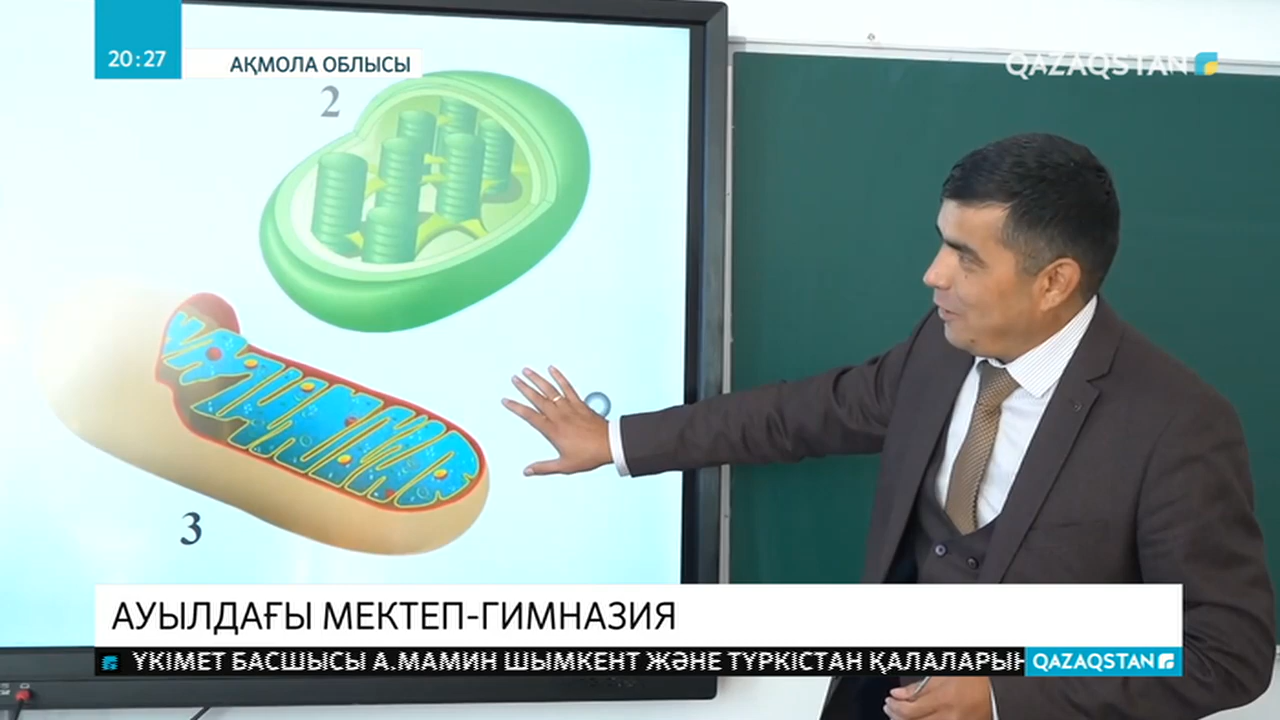 20:27
АҚМОЛА ОБЛЫСЫ
QAZAQSTAN
2
3
АУЫЛДАҒЫ МЕКТЕП-ГИМНАЗИЯ
ҮКІМЕТ БАСШЫСЫ А.МАМИН ШЫМКЕНТ ЖӘНЕ ТҮРКІСТАН ҚАЛАЛАРЫН
QAZAQSTAN